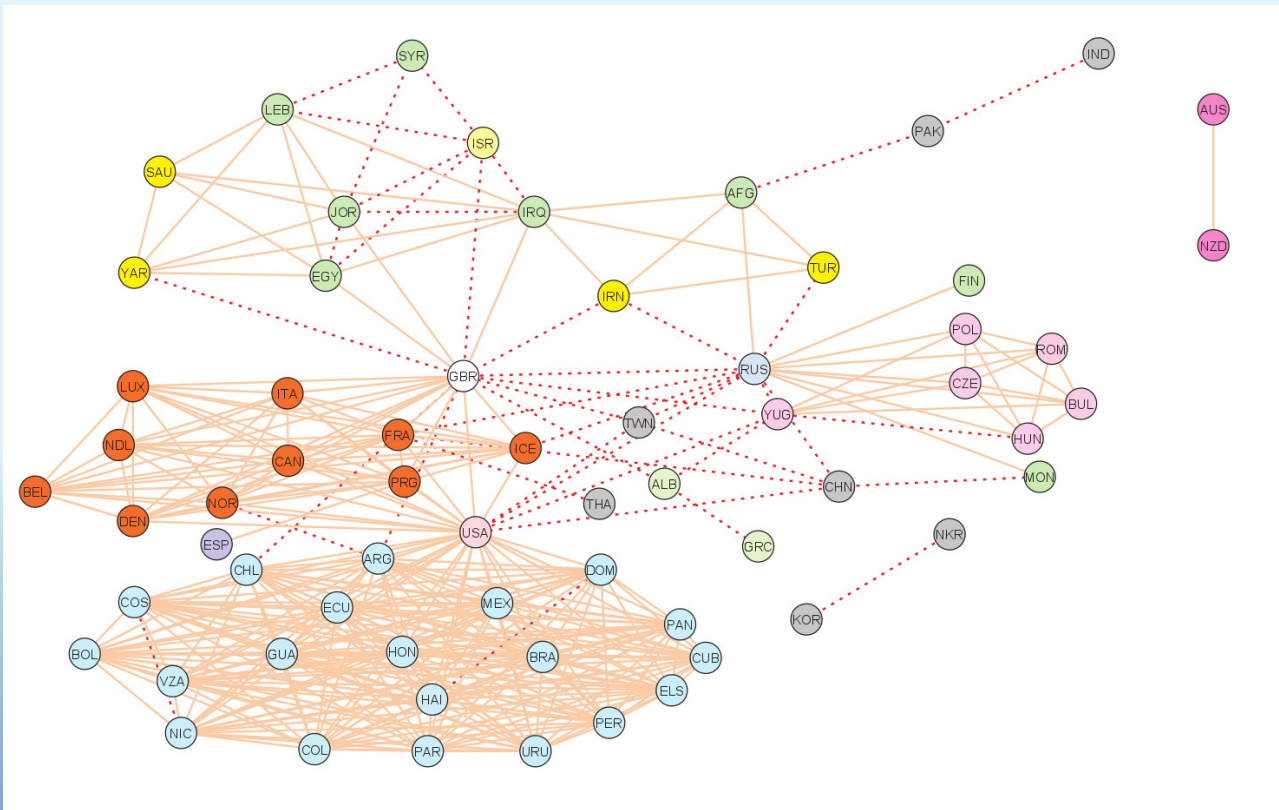 SYR
IND
LEB
AUS
PAK
ISR
SAU
AFG
JOR
IRQ
NZD
YAR
EGY
TUR
FIN
IRN
POL
ROM
RUS
GBR
LUX
CZE
ITA
BUL
YUG
TWN
FRA
HUN
NDL
ICE
CAN
MON
PRG
ALB
CHN
BEL
NOR
THA
DEN
USA
NKR
ESP
GRC
ARG
CHL
DOM
COS
MEX
ECU
KOR
PAN
HON
GUA
BOL
BRA
CUB
VZA
ELS
HAI
PER
NIC
COL
PAR
URU